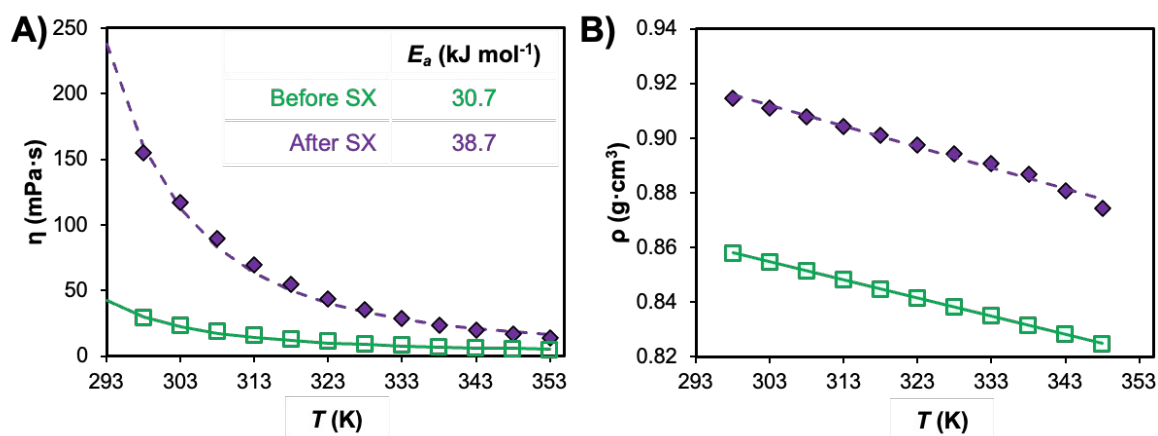 A)
250
200
150
100
50
0
η (mPa·s)
Eₐ (kJ mol⁻¹)
Before SX 30.7
After SX 38.7
293 303 313 323 333 343 353
T (K)
B)
0.94
0.92
0.90
0.88
0.86
0.84
0.82
ρ (g·cm³)
293 303 313 323 333 343 353
T (K)